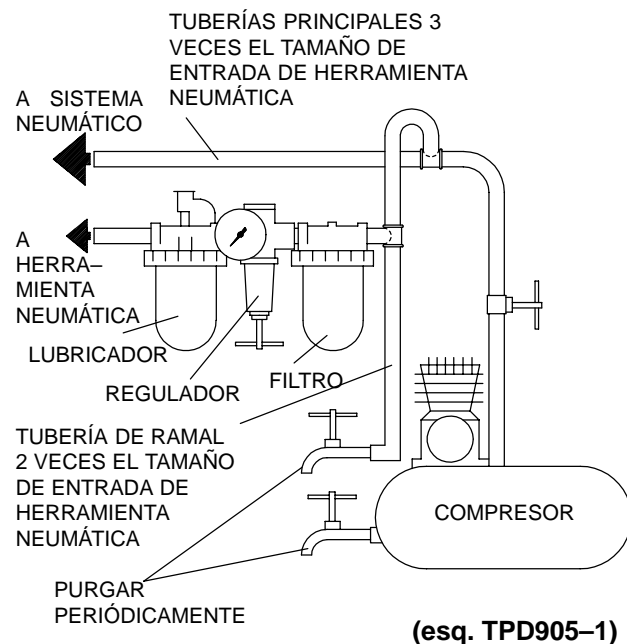 TUBERÍAS PRINCIPALES 3
VECES EL TAMAÑO DE
ENTRADA DE HERRAMIENTA
NEUMÁTICA
A SISTEMA
NEUMÁTICO
A
HERRA–
MIENTA
NEUMÁTICA
LUBRICADOR
REGULADOR
FILTRO
TUBERÍA DE RAMAL
2 VECES EL TAMAÑO
DE ENTRADA DE
HERRAMIENTA
NEUMÁTICA
COMPRESOR
PURGAR
PERIÓDICAMENTE
(esq. TPD905–1)